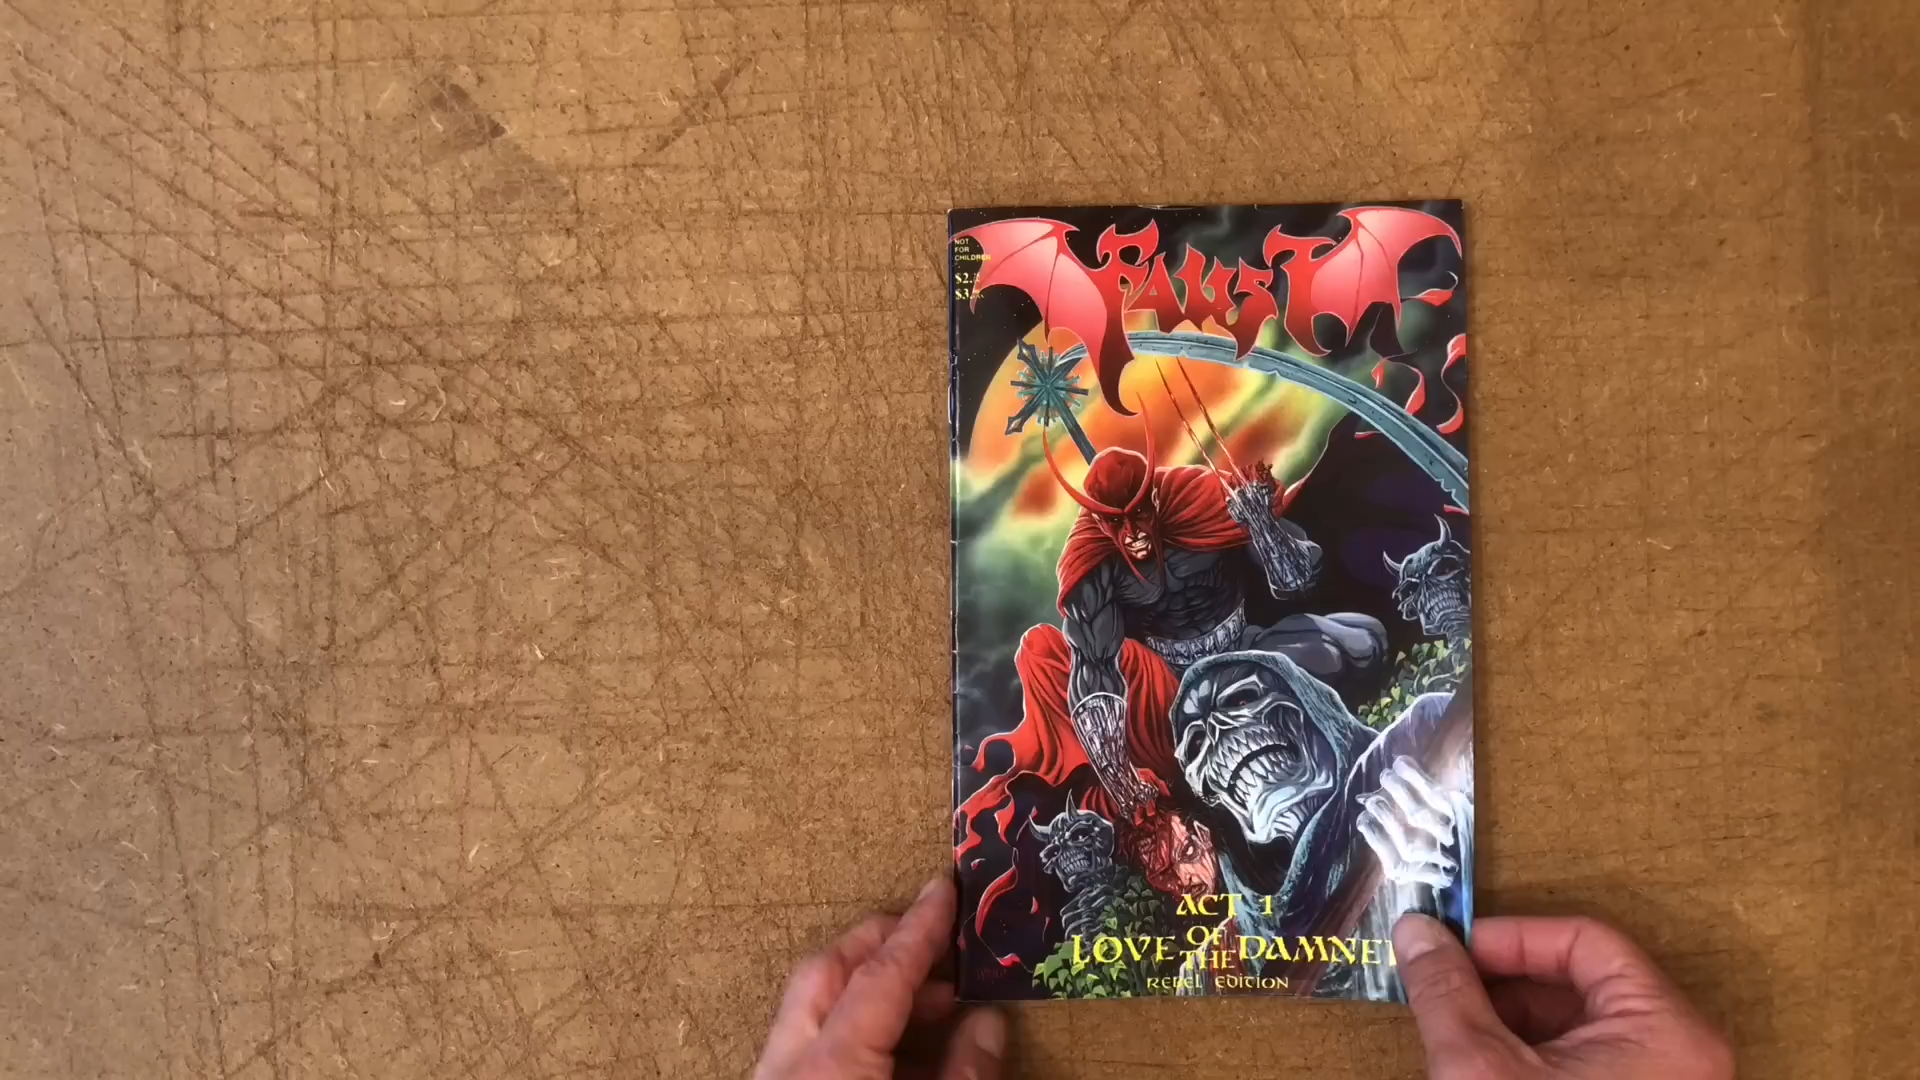 NOT
FOR
CHILDREN
FAUST
ACT 1
OF
LOVE THE DAMNED
REBEL EDITION